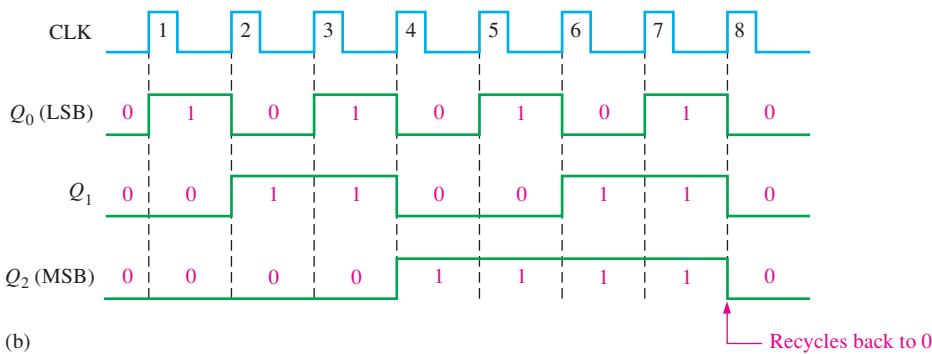 CLK 1 2 3 4 5 6 7 8
Q0 (LSB) 0 1 0 1 0 1 0 1 0
Q1 0 0 1 1 0 0 1 1 0
Q2 (MSB) 0 0 0 0 1 1 1 1 0
(b) Recycles back to 0